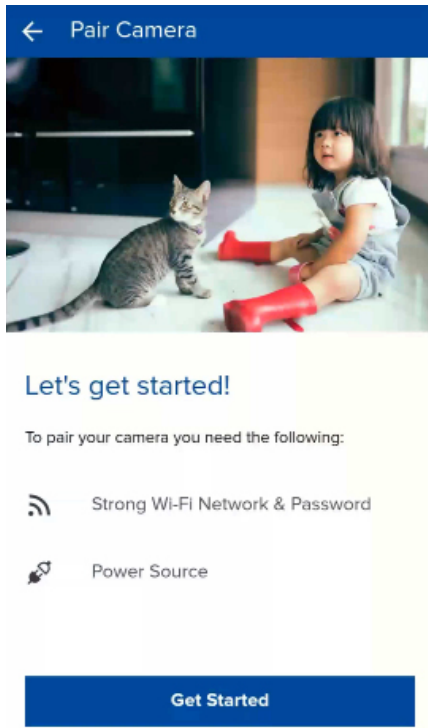 Pair Camera
Let's get started!
To pair your camera you need the following:
Strong Wi-Fi Network & Password
Power Source
Get Started